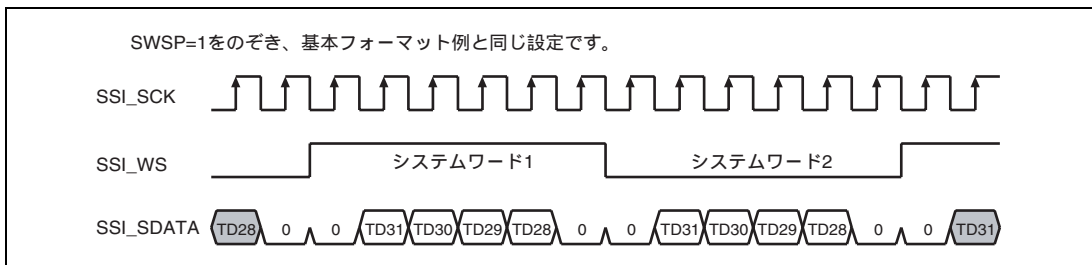 SWSP=1をのぞき、基本フォーマット例と同じ設定です。
SSI_SCK
SSI_WS システムワード1 システムワード2
SSI_SDATA TD28 0 0 TD31 TD30 TD29 TD28 0 0 TD31 TD30 TD29 TD28 0 0 TD31